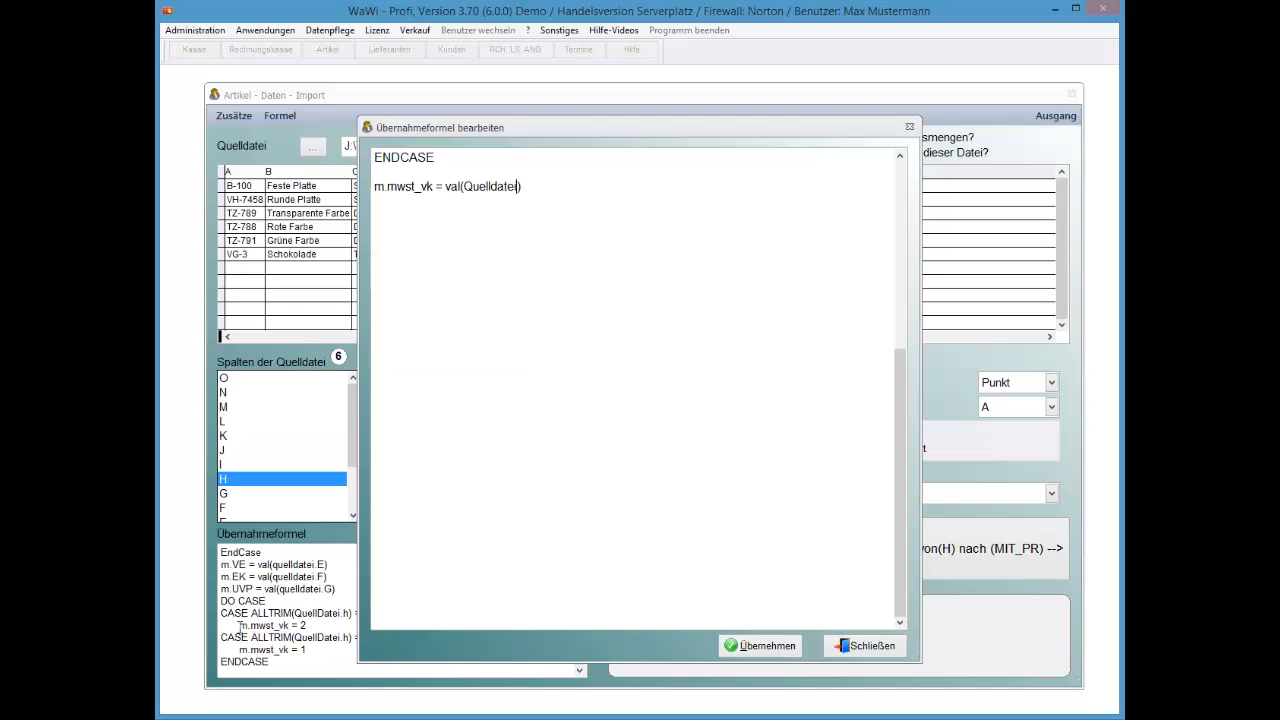 WaWi - Profi, Version 3.70 (6.0.0) Demo / Handelsversion Serverplatz / Firewall: Norton / Benutzer: Max Mustermann
Administration Anwendungen Datenpflege Lizenz Verkauf Benutzer wechseln ? Sonstiges Hilfe-Videos Programm beenden
Kasse Rechnungskasse Artikel Lieferanten Kunden RCH, LS, ANG Termine Hilfe
Artikel - Daten - Import
Zusätze Formel Ausgang
Übernahmeformel bearbeiten
Quelldatei ... J:\
smengen?
dieser Datei?
A B C
B-100 Feste Platte S
VH-7458 Runde Platte S
TZ-789 Transparente Farbe D
TZ-788 Rote Farbe D
TZ-791 Grüne Farbe D
VG-3 Schokolade T
ENDCASE
m.mwst_vk = val(Quelldatei)
Spalten der Quelldatei 6
O
N
M
L
K
J
I
H
G
F
Punkt
A
von(H) nach (MIT_PR) -->
Übernahmeformel
EndCase
m.VE = val(quelldatei.E)
m.EK = val(quelldatei.F)
m.UVP = val(quelldatei.G)
DO CASE
CASE ALLTRIM(QuellDatei.h) =
m.mwst_vk = 2
CASE ALLTRIM(QuellDatei.h) =
m.mwst_vk = 1
ENDCASE
Übernehmen Schließen